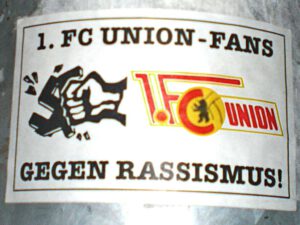 1. FC UNION-FANS
1.FC UNION
GEGEN RASSISMUS!